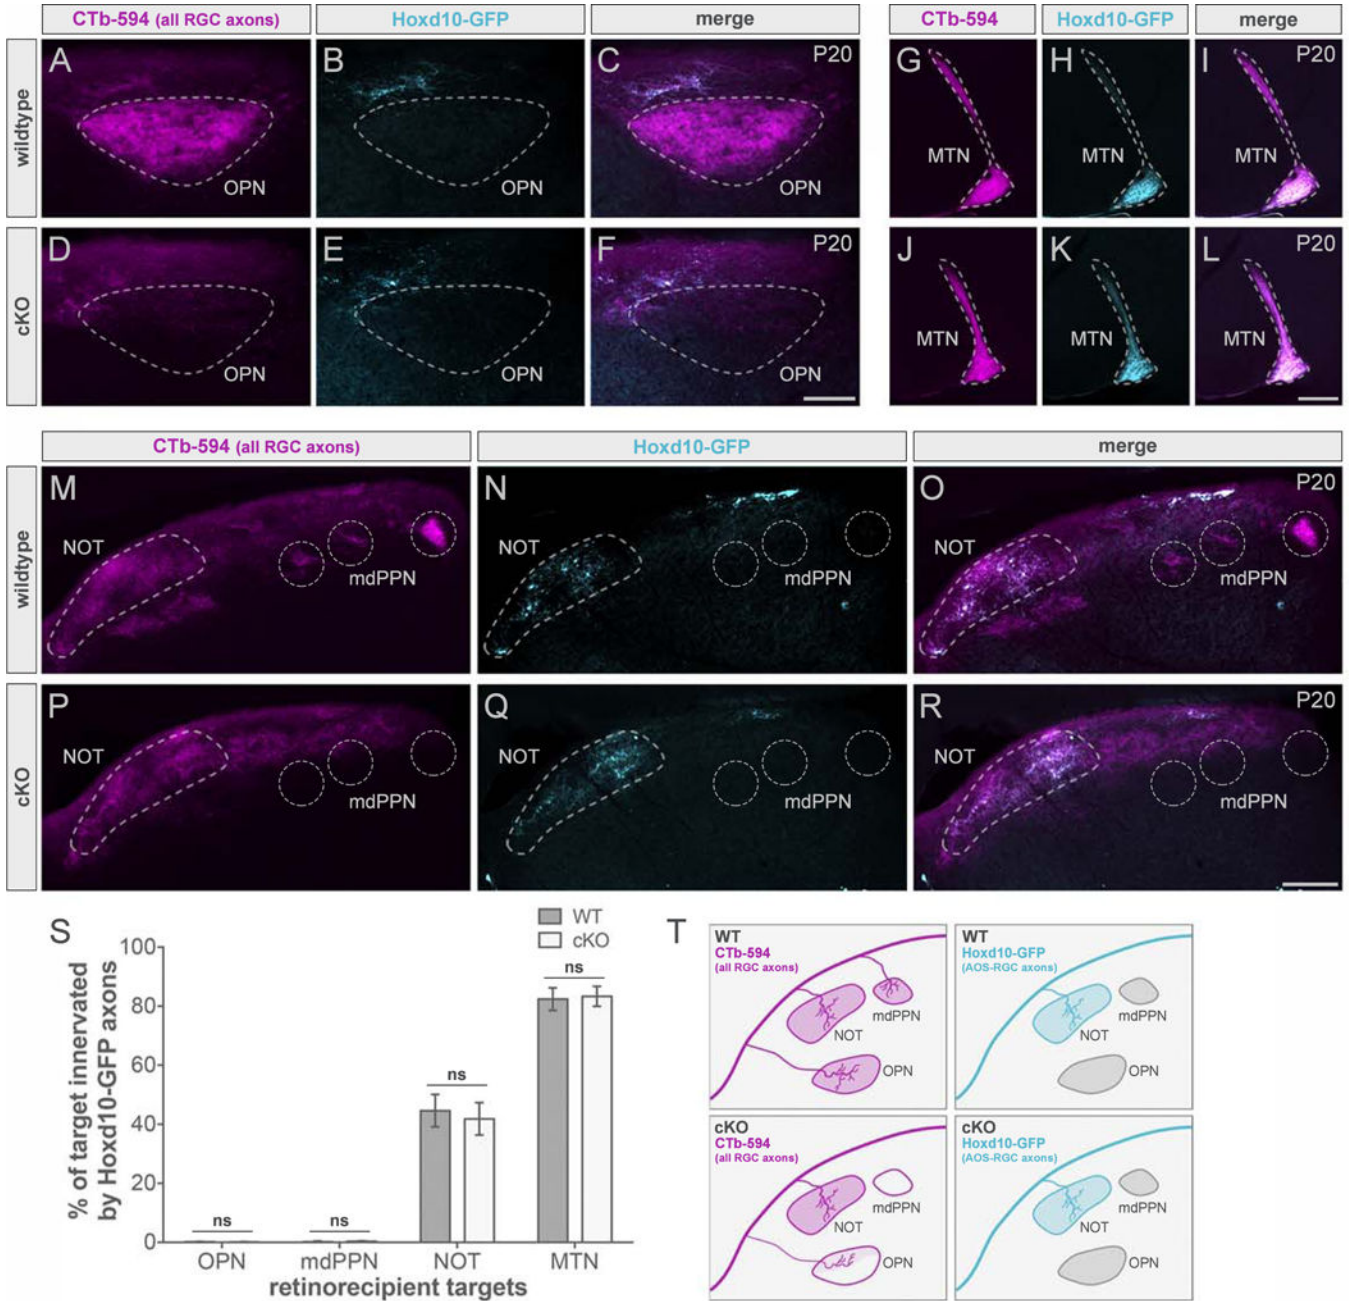 CTb-594 (all RGC axons)
Hoxd10-GFP
merge
CTb-594
Hoxd10-GFP
merge
wildtype
A
OPN
B
OPN
C
P20
OPN
G
MTN
H
MTN
I
P20
MTN
cKO
D
OPN
E
OPN
F
P20
OPN
J
MTN
K
MTN
L
P20
MTN
CTb-594 (all RGC axons)
Hoxd10-GFP
merge
wildtype
M
NOT
mdPPN
N
NOT
mdPPN
O
P20
NOT
mdPPN
cKO
P
NOT
mdPPN
Q
NOT
mdPPN
R
P20
NOT
mdPPN
S
WT
cKO
% of target innervated
by Hoxd10-GFP axons
100
80
60
40
20
0
ns
ns
ns
ns
OPN
mdPPN
NOT
MTN
retinorecipient targets
T
WT
CTb-594
(all RGC axons)
mdPPN
NOT
OPN
WT
Hoxd10-GFP
(AOS-RGC axons)
mdPPN
NOT
OPN
cKO
CTb-594
(all RGC axons)
mdPPN
NOT
OPN
cKO
Hoxd10-GFP
(AOS-RGC axons)
mdPPN
NOT
OPN